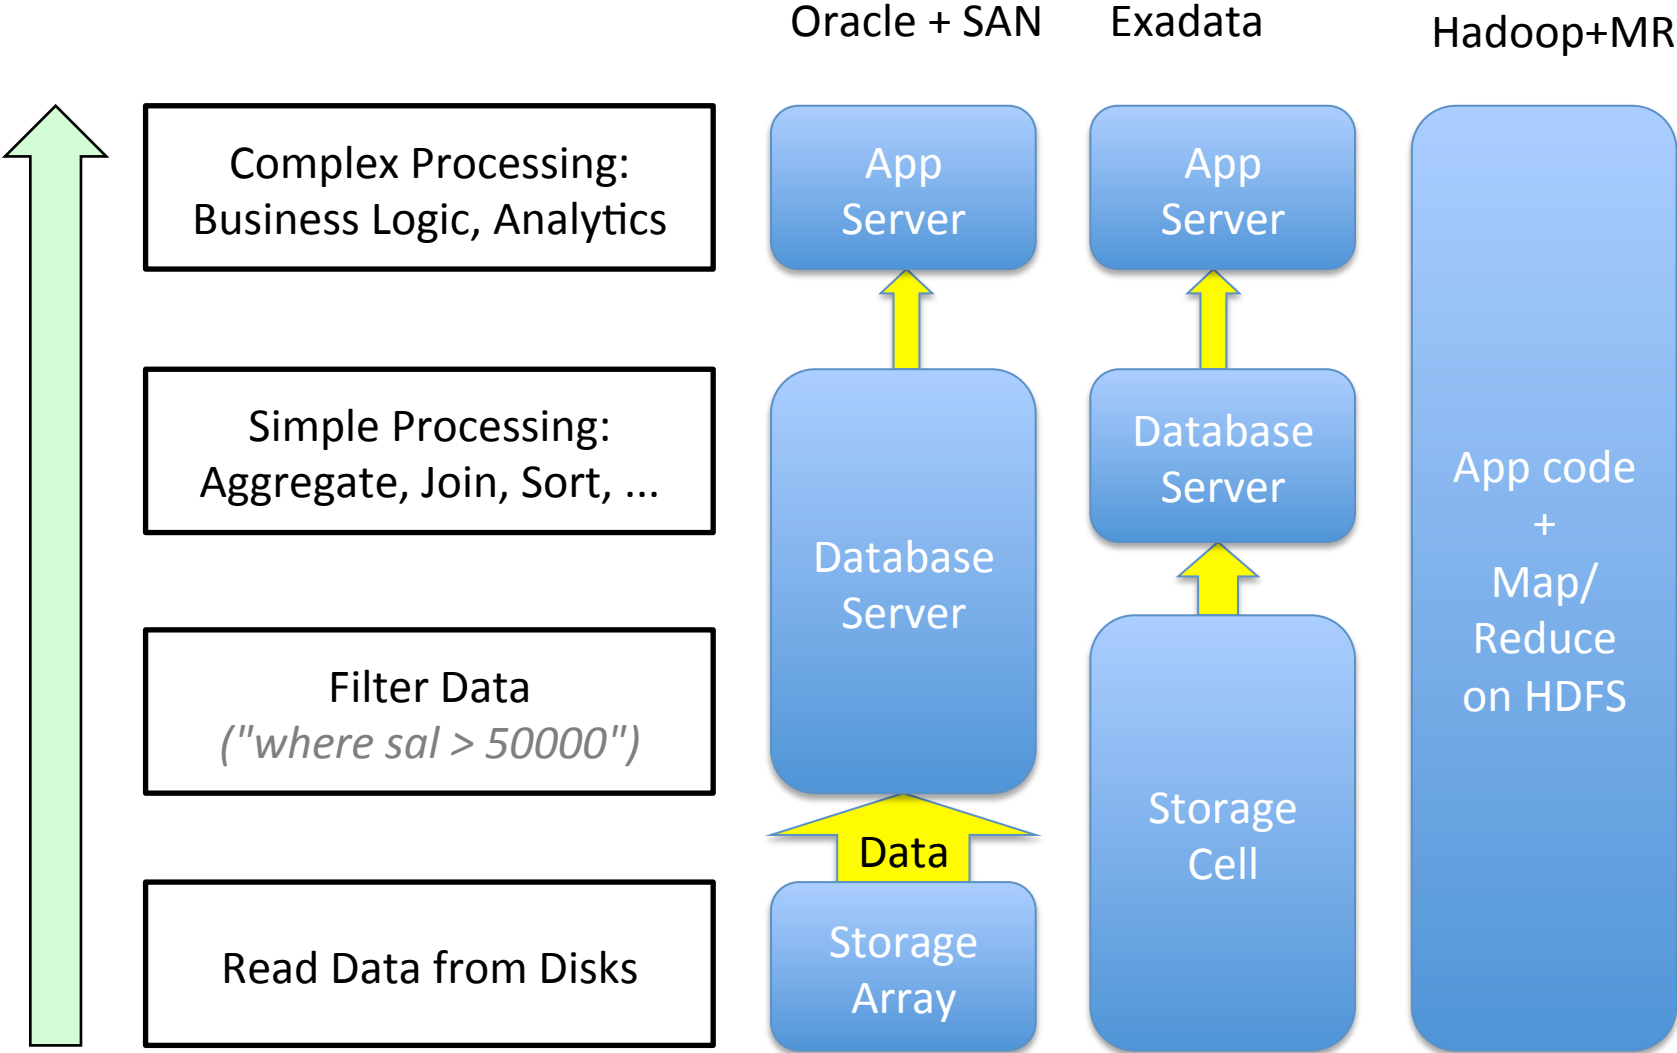 Oracle + SAN
Exadata
Hadoop+MR
Complex Processing:
Business Logic, Analytics
App
Server
App
Server
Simple Processing:
Aggregate, Join, Sort, ...
Database
Server
Database
Server
App code
+
Map/
Reduce
on HDFS
Filter Data
("where sal > 50000")
Data
Storage
Cell
Read Data from Disks
Storage
Array